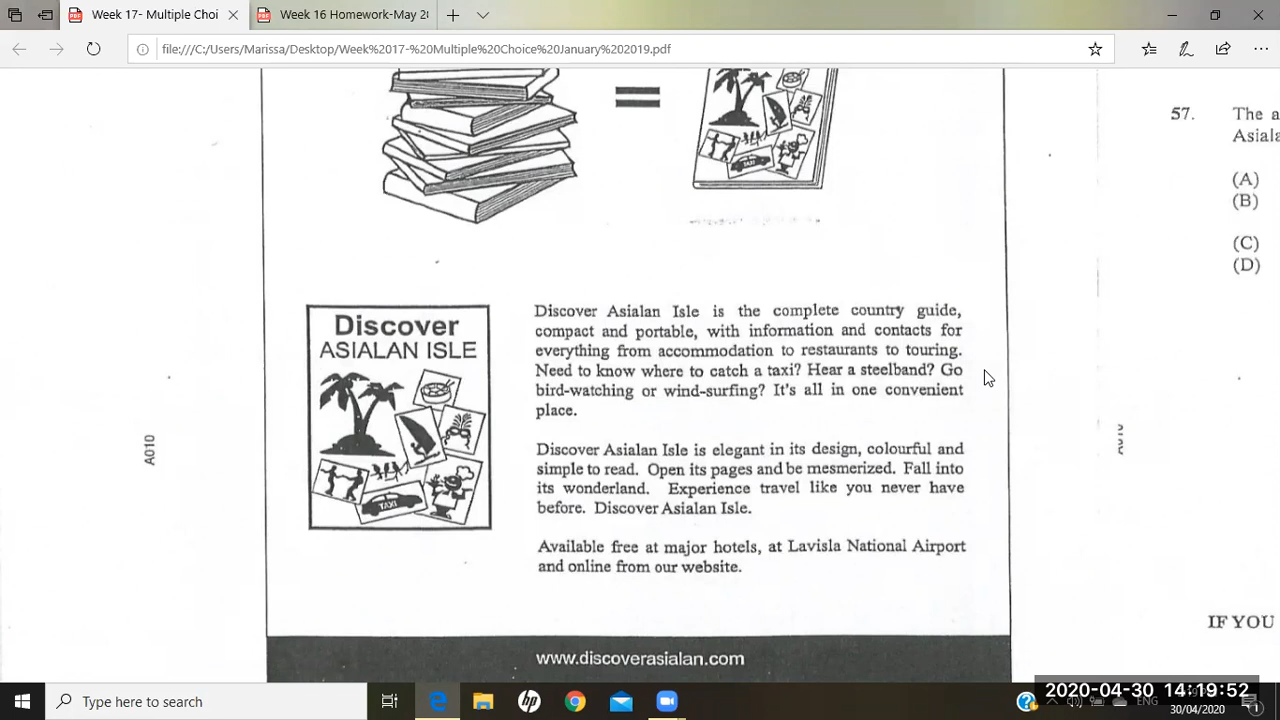 Week 17- Multiple Choi
Week 16 Homework-May 2
file:///C:/Users/Marissa/Desktop/Week%2017-%20Multiple%20Choice%20January%202019.pdf
TAXI
57.
The a
Asiala
(A)
(B)
(C)
(D)
Discover
ASIALAN ISLE
TAXI
Discover Asialan Isle is the complete country guide,
compact and portable, with information and contacts for
everything from accommodation to restaurants to touring.
Need to know where to catch a taxi? Hear a steelband? Go
bird-watching or wind-surfing? It's all in one convenient
place.
Discover Asialan Isle is elegant in its design, colourful and
simple to read. Open its pages and be mesmerized. Fall into
its wonderland. Experience travel like you never have
before. Discover Asialan Isle.
Available free at major hotels, at Lavisla National Airport
and online from our website.
A010
IF YOU
www.discoverasialan.com
Type here to search
hp
ENG
2020-04-30 14:19:52
30/04/2020